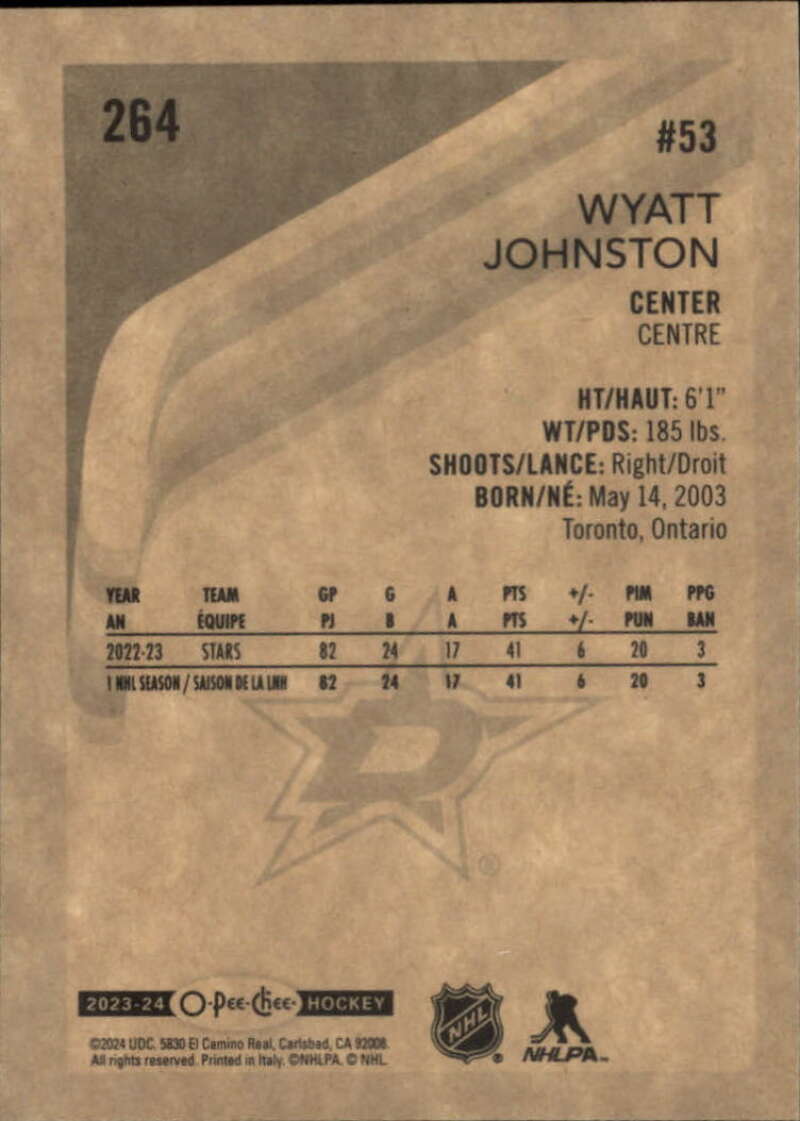 264
#53
WYATT
JOHNSTON
CENTER
CENTRE
HT/HAUT: 6'1"
WT/PDS: 185 lbs.
SHOOTS/LANCE: Right/Droit
BORN/NÉ: May 14, 2003
Toronto, Ontario
YEAR TEAM GP G A PTS +/- PIM PPG
AN ÉQUIPE PJ B A PTS +/- PUN BAN
2022-23 STARS 82 24 17 41 6 20 3
1 NHL SEASON / SAISON DE LA LNH 82 24 17 41 6 20 3
D
®
2023-24 O-Pee-Chee HOCKEY
©2024 UDC. 5830 El Camino Real, Carlsbad, CA 92008.
All rights reserved. Printed in Italy. ©NHLPA. © NHL
NHL ®
NHLPA™